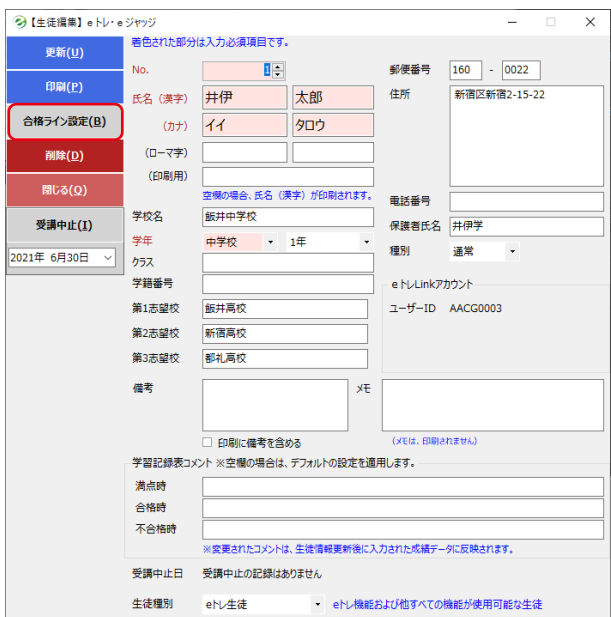 【生徒編集】eトレ・eジャッジ
更新(U)
印刷(P)
合格ライン設定(B)
削除(D)
閉じる(Q)
受講中止(I)
2021年 6月30日
着色された部分は入力必須項目です。
No. 1
氏名（漢字） 井伊 太郎
（カナ） イイ タロウ
（ローマ字）
（印刷用）
空欄の場合、氏名（漢字）が印刷されます。
学校名 飯井中学校
学年 中学校 1年
クラス
学籍番号
第1志望校 飯井高校
第2志望校 新宿高校
第3志望校 都礼高校
郵便番号 160 - 0022
住所 新宿区新宿2-15-22
電話番号
保護者氏名 井伊学
種別 通常
eトレLinkアカウント
ユーザーID AACG0003
備考
メモ
印刷に備考を含める
（メモは、印刷されません）
学習記録表コメント ※空欄の場合は、デフォルトの設定を適用します。
満点時
合格時
不合格時
※変更されたコメントは、生徒情報更新後に入力された成績データに反映されます。
受講中止日 受講中止の記録はありません
生徒種別 eトレ生徒 eトレ機能および他すべての機能が使用可能な生徒